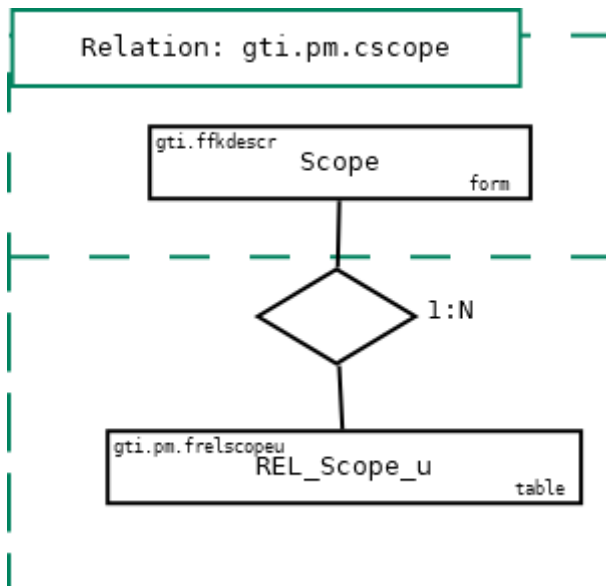 Relation: gti.pm.cscope
gti.ffkdescr
Scope
form
1:N
gti.pm.frelscopeu
REL_Scope_u
table